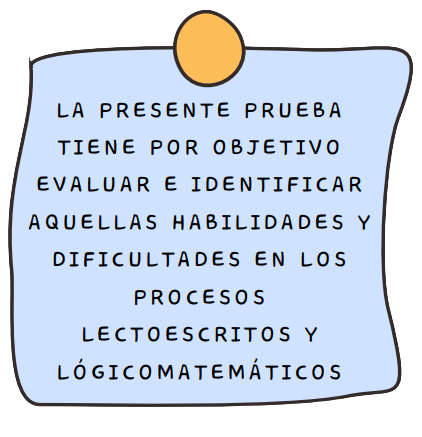 LA PRESENTE PRUEBA
TIENE POR OBJETIVO
EVALUAR E IDENTIFICAR
AQUELLAS HABILIDADES Y
DIFICULTADES EN LOS
PROCESOS
LECTOESCRITOS Y
LÓGICOMATEMÁTICOS